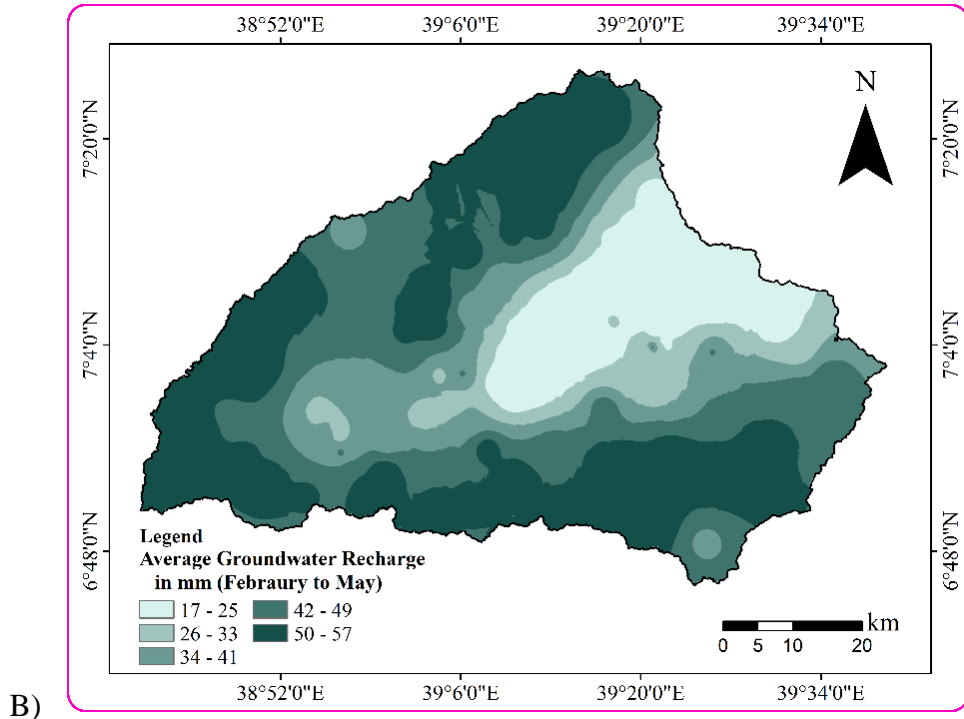 38°52'0"E 39°6'0"E 39°20'0"E 39°34'0"E
N
7°20'0"N 7°20'0"N
7°4'0"N 7°4'0"N
6°48'0"N 6°48'0"N
Legend
Average Groundwater Recharge
in mm (Febraury to May)
17 - 25 42 - 49
26 - 33 50 - 57
34 - 41
km
0 5 10 20
38°52'0"E 39°6'0"E 39°20'0"E 39°34'0"E
B)